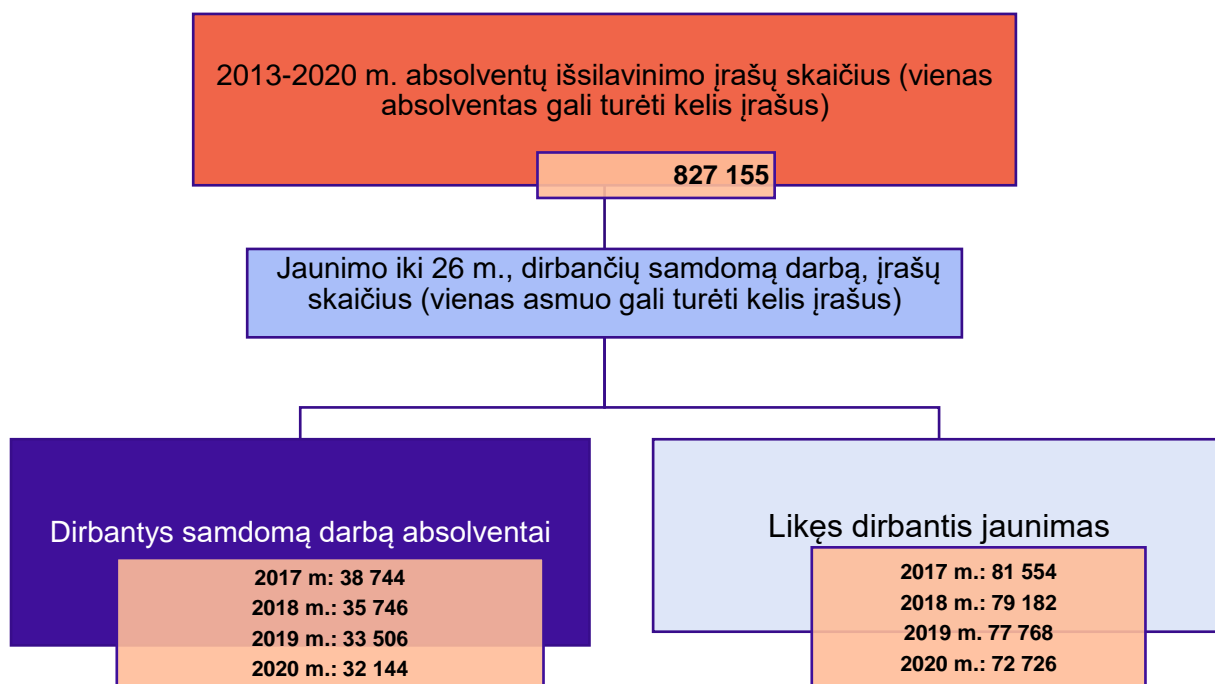 2013-2020 m. absolventų išsilavinimo įrašų skaičius (vienas
absolventas gali turėti kelis įrašus)
827 155
Jaunimo iki 26 m., dirbančių samdomą darbą, įrašų
skaičius (vienas asmuo gali turėti kelis įrašus)
Dirbantys samdomą darbą absolventai
2017 m: 38 744
2018 m.: 35 746
2019 m.: 33 506
2020 m.: 32 144
Likęs dirbantis jaunimas
2017 m.: 81 554
2018 m.: 79 182
2019 m. 77 768
2020 m.: 72 726